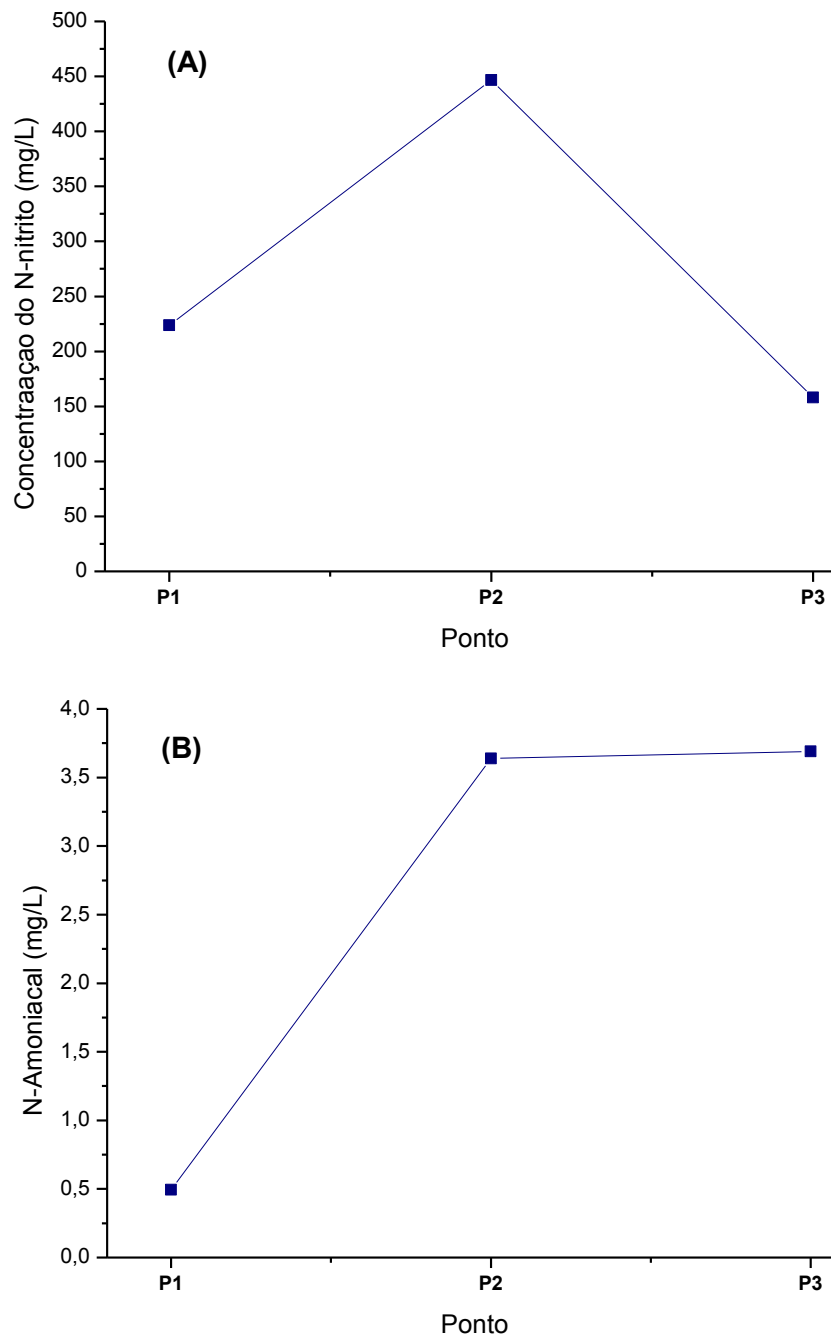 (A)
Concentraaçao do N-nitrito (mg/L)
500
450
400
350
300
250
200
150
100
50
0
P1 P2 P3
Ponto
(B)
N-Amoniacal (mg/L)
4,0
3,5
3,0
2,5
2,0
1,5
1,0
0,5
0,0
P1 P2 P3
Ponto